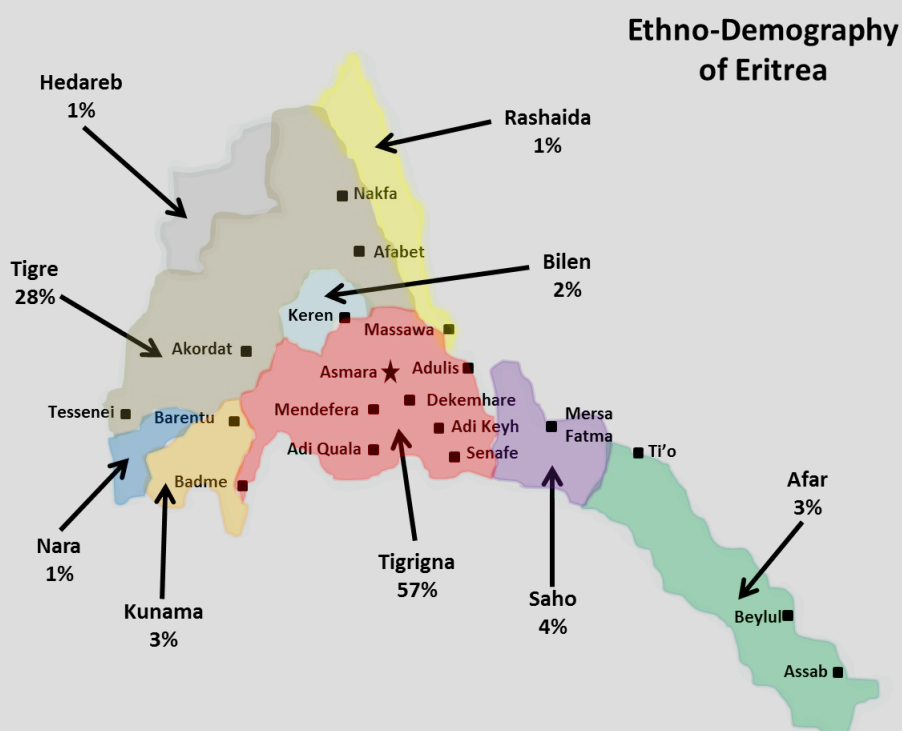 Ethno-Demography
of Eritrea
Hedareb
1%
Rashaida
1%
Nakfa
Afabet
Bilen
2%
Tigre
28%
Keren
Massawa
Akordat
Asmara
Adulis
Dekemhare
Mendefera
Tessenei
Barentu
Adi Keyh
Mersa
Fatma
Adi Quala
Senafe
Ti'o
Badme
Afar
3%
Nara
1%
Tigrigna
57%
Kunama
3%
Saho
4%
Beylul
Assab